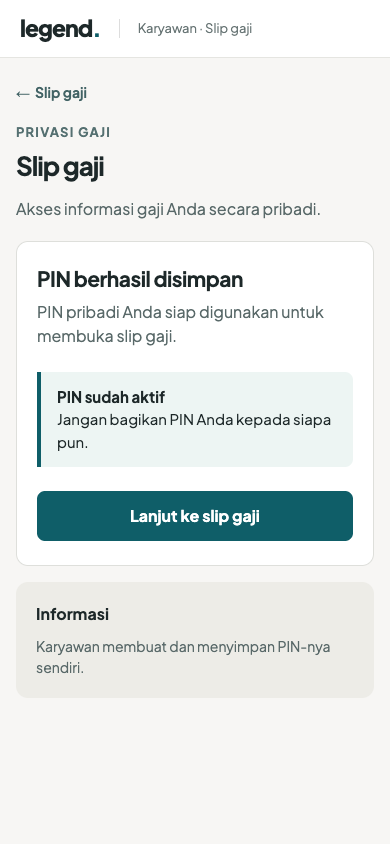 legend.
Karyawan · Slip gaji
← Slip gaji
PRIVASI GAJI
Slip gaji
Akses informasi gaji Anda secara pribadi.
PIN berhasil disimpan
PIN pribadi Anda siap digunakan untuk
membuka slip gaji.
PIN sudah aktif
Jangan bagikan PIN Anda kepada siapa
pun.
Lanjut ke slip gaji
Informasi
Karyawan membuat dan menyimpan PIN-nya
sendiri.